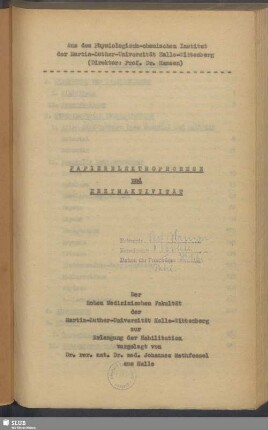 Aus dem Physiologisch-chemischen Institut
der Martin-Luther-Universität Halle-Wittenberg
(Direktor: Prof. Dr. Hanson)
PAPIERELEKTROPHORESE
und
ENZYMAKTIVITÄT
Der
Hohen Medizinischen Fakultät
der
Martin-Luther-Universität Halle-Wittenberg
zur
Erlangung der Habilitation
vorgelegt von
Dr. rer. nat. Dr. med. Johannes Methfessel
aus Halle
SLUB